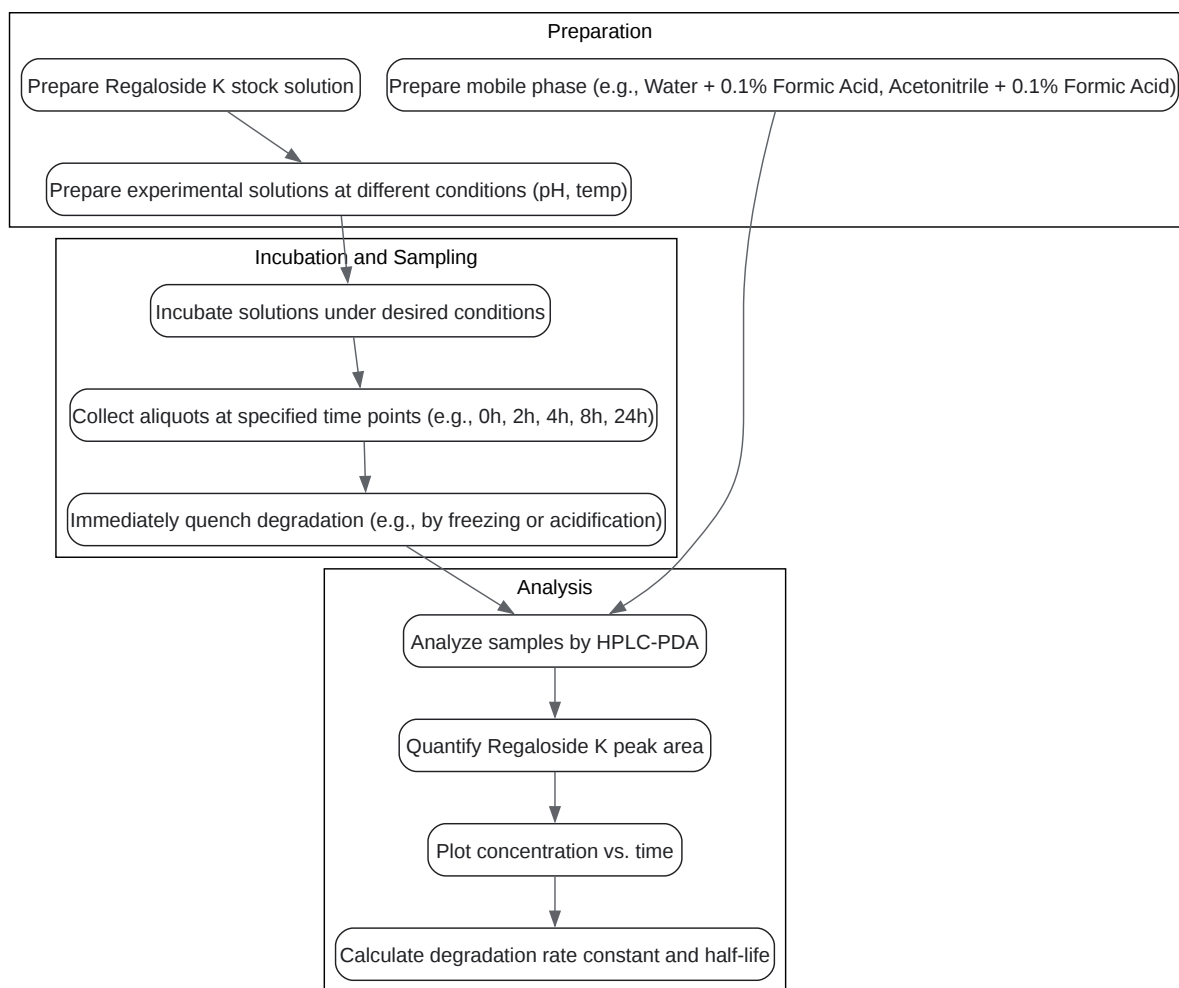 Preparation
Prepare Regaloside K stock solution
Prepare mobile phase (e.g., Water + 0.1% Formic Acid, Acetonitrile + 0.1% Formic Acid)
Prepare experimental solutions at different conditions (pH, temp)
Incubation and Sampling
Incubate solutions under desired conditions
Collect aliquots at specified time points (e.g., 0h, 2h, 4h, 8h, 24h)
Immediately quench degradation (e.g., by freezing or acidification)
Analysis
Analyze samples by HPLC-PDA
Quantify Regaloside K peak area
Plot concentration vs. time
Calculate degradation rate constant and half-life